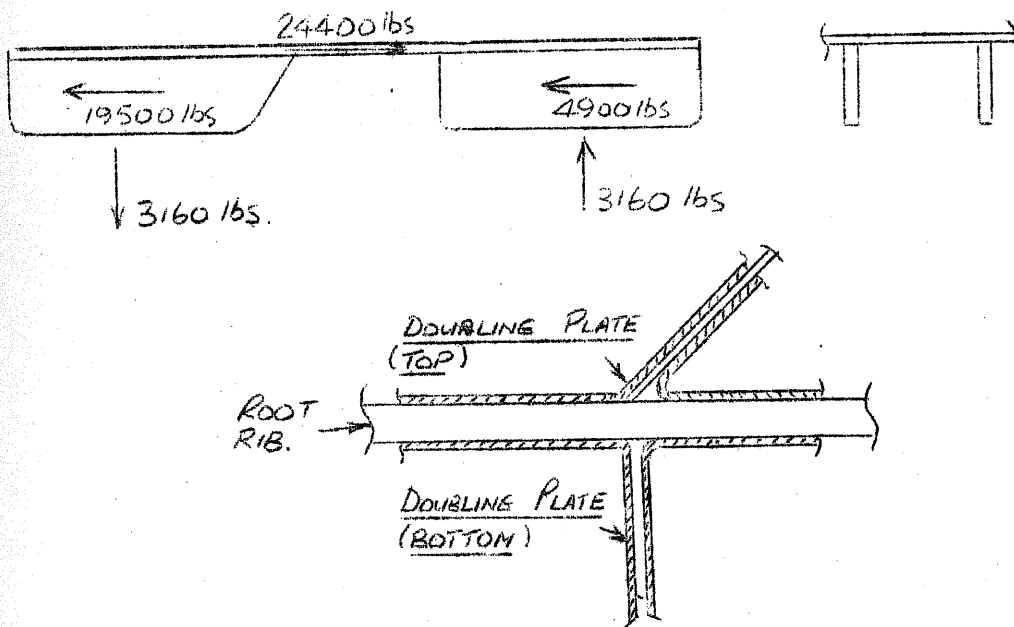 24400 lbs
19500 lbs
4900 lbs
3160 lbs.
3160 lbs
DOUBLING PLATE
(TOP)
ROOT
RIB.
DOUBLING PLATE
(BOTTOM)